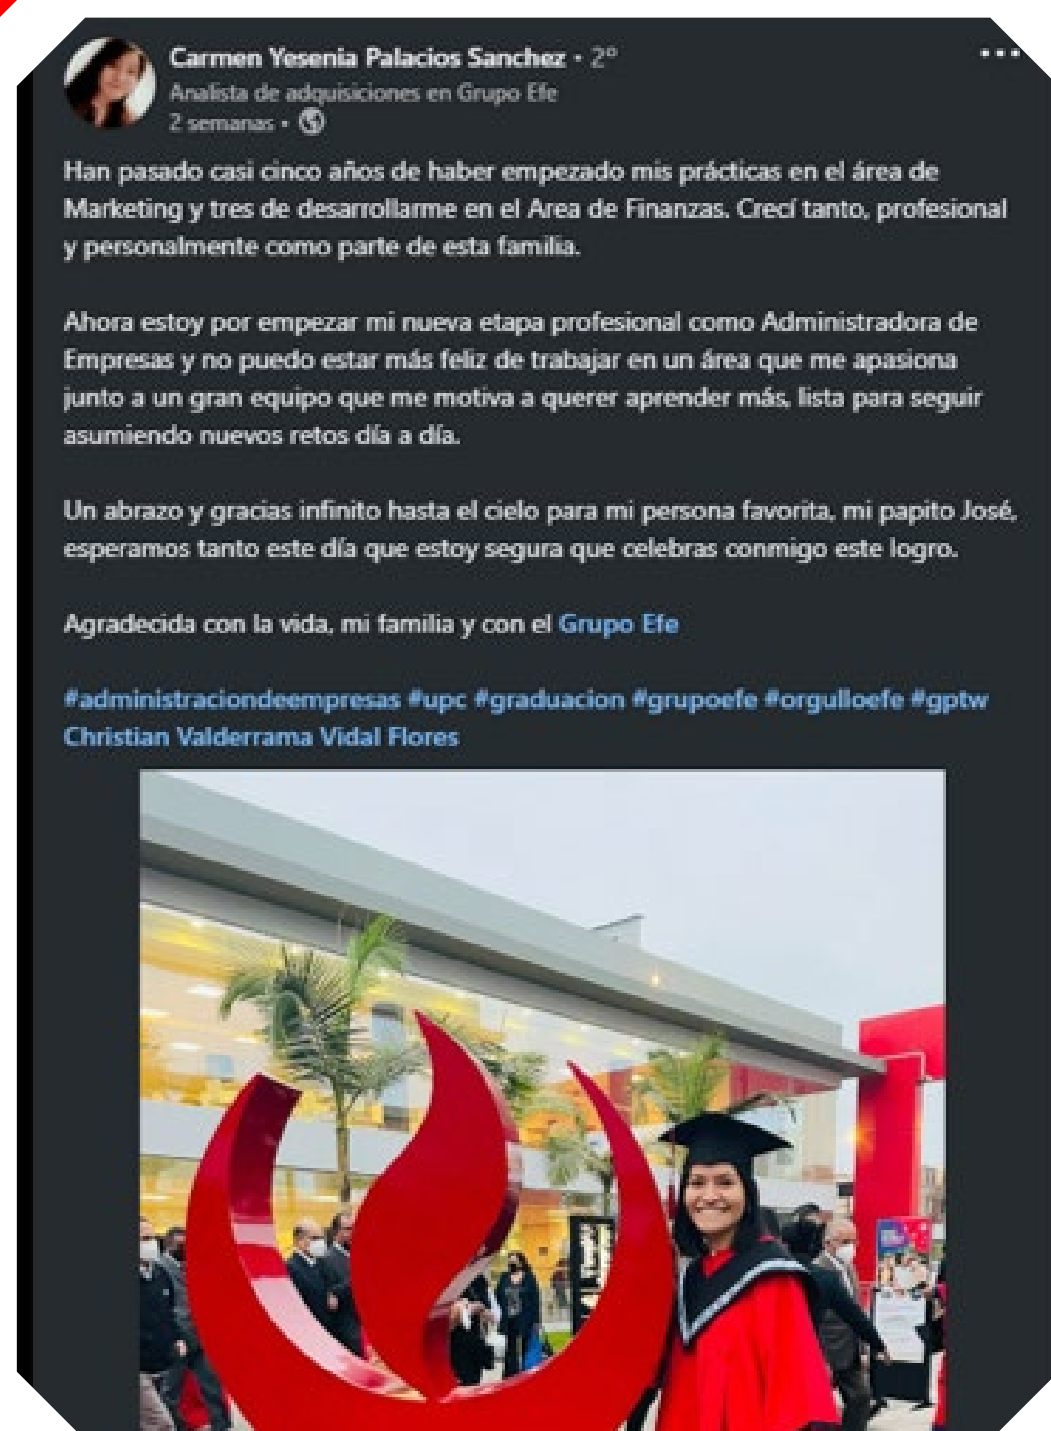 Carmen Yesenia Palacios Sanchez • 2º
Analista de adquisiciones en Grupo Efe
2 semanas •
Han pasado casi cinco años de haber empezado mis prácticas en el área de
Marketing y tres de desarrollarme en el Area de Finanzas. Crecí tanto, profesional
y personalmente como parte de esta familia.
Ahora estoy por empezar mi nueva etapa profesional como Administradora de
Empresas y no puedo estar más feliz de trabajar en un área que me apasiona
junto a un gran equipo que me motiva a querer aprender más, lista para seguir
asumiendo nuevos retos día a día.
Un abrazo y gracias infinito hasta el cielo para mi persona favorita, mi papito José,
esperamos tanto este día que estoy segura que celebras conmigo este logro.
Agradecida con la vida, mi familia y con el Grupo Efe
#administraciondeempresas #upc #graduacion #grupoefe #orgulloefe #gptw
Christian Valderrama Vidal Flores